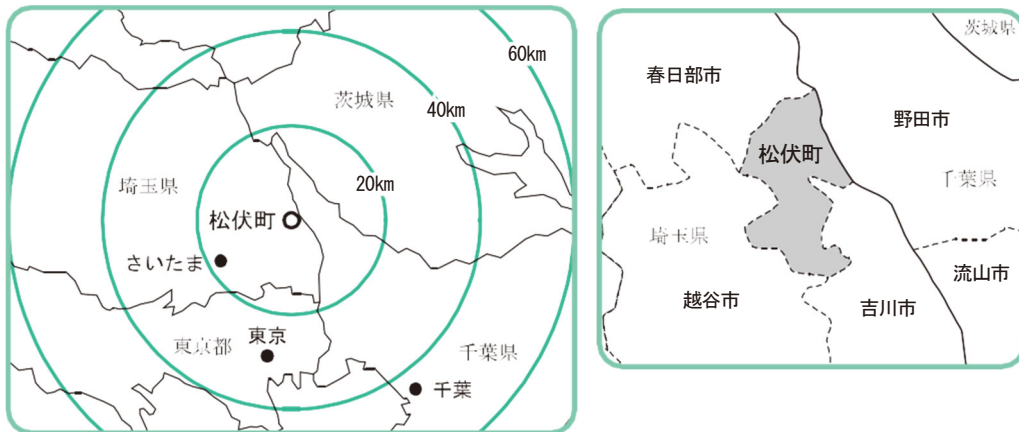 60km
茨城県
40km
埼玉県
20km
松伏町
さいたま
東京
東京都
千葉県
千葉
茨城県
春日部市
野田市
松伏町
千葉県
埼玉県
流山市
越谷市
吉川市